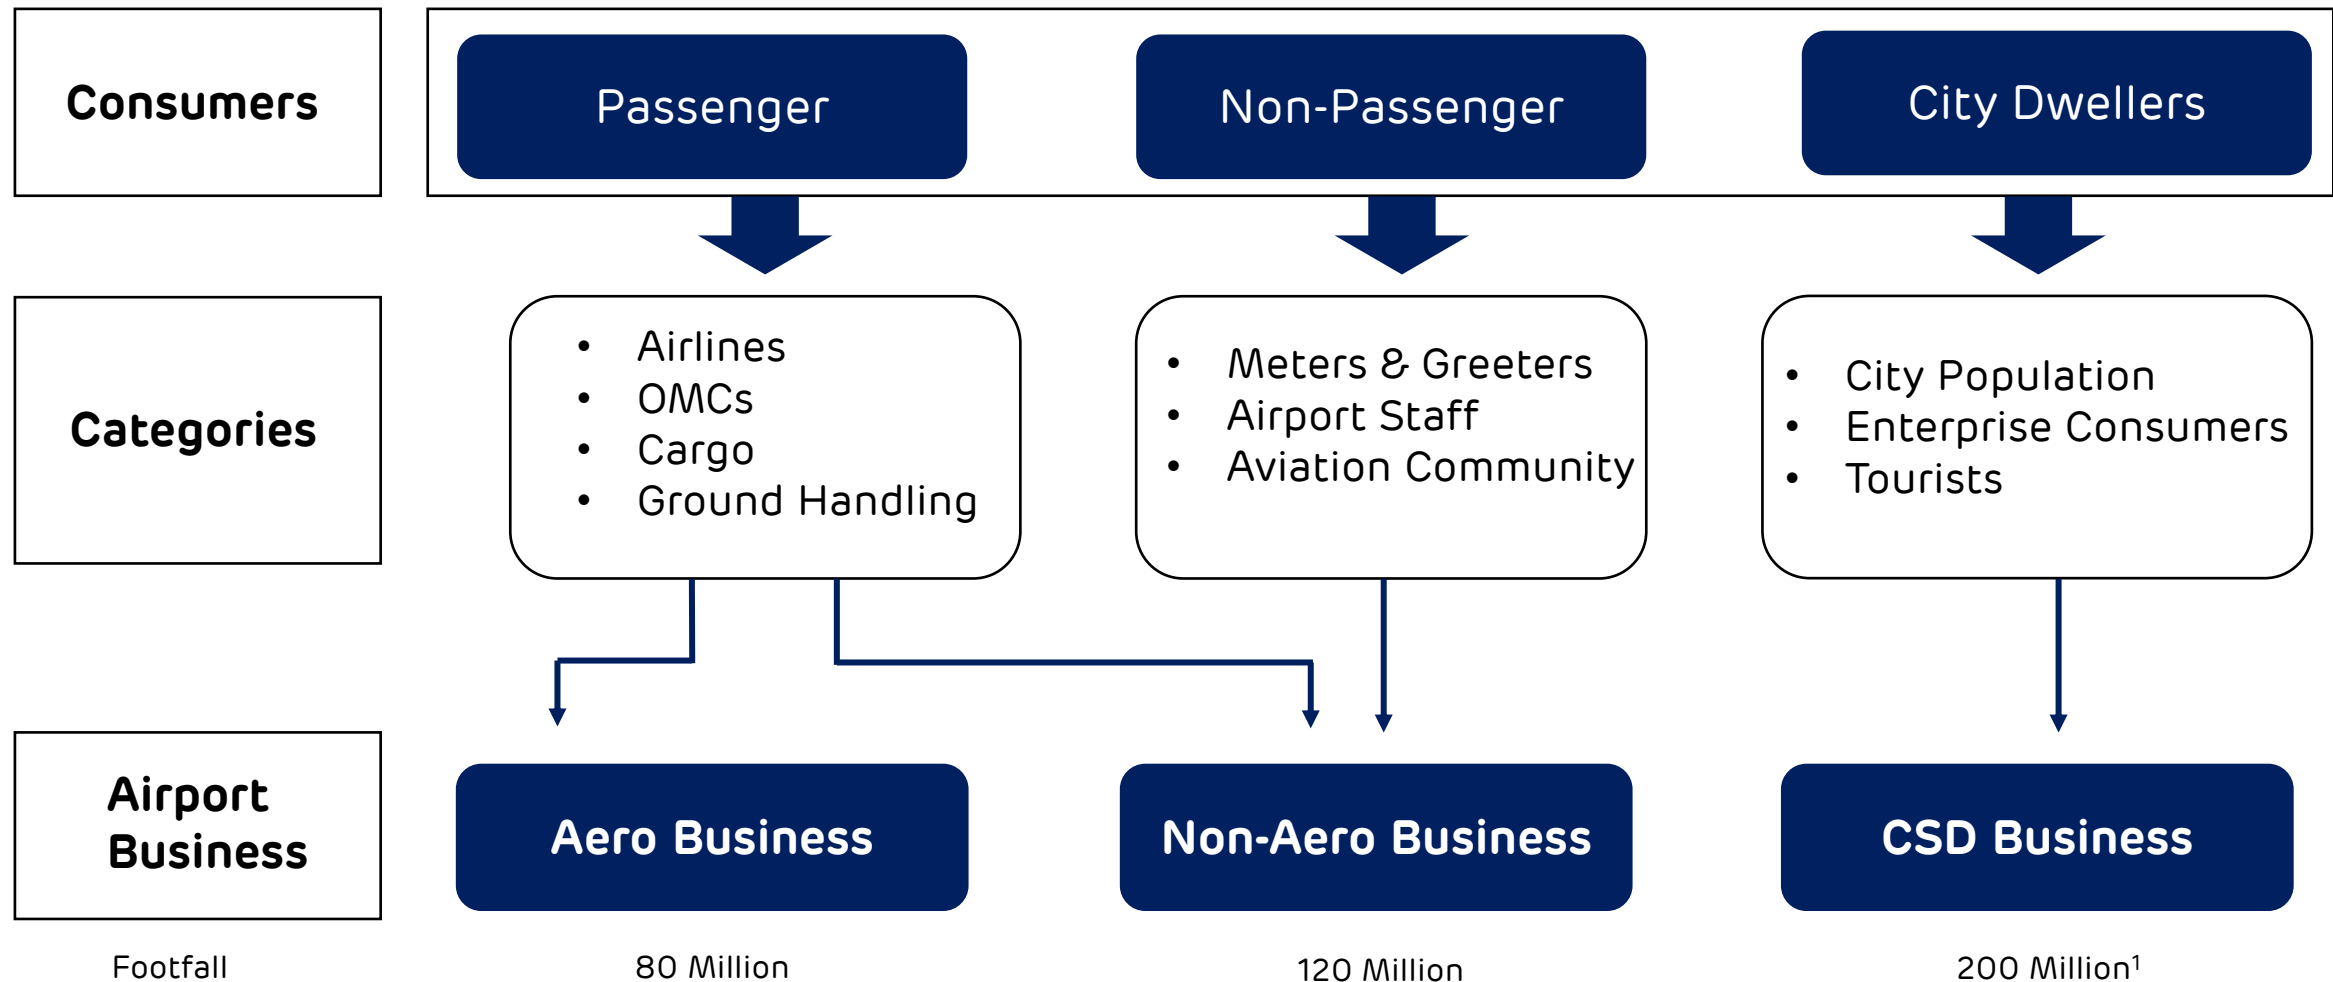 Consumers
Passenger
Non-Passenger
City Dwellers
Categories
• Airlines
• OMCs
• Cargo
• Ground Handling
• Meters & Greeters
• Airport Staff
• Aviation Community
• City Population
• Enterprise Consumers
• Tourists
Airport
Business
Aero Business
Non-Aero Business
CSD Business
Footfall
80 Million
120 Million
200 Million¹